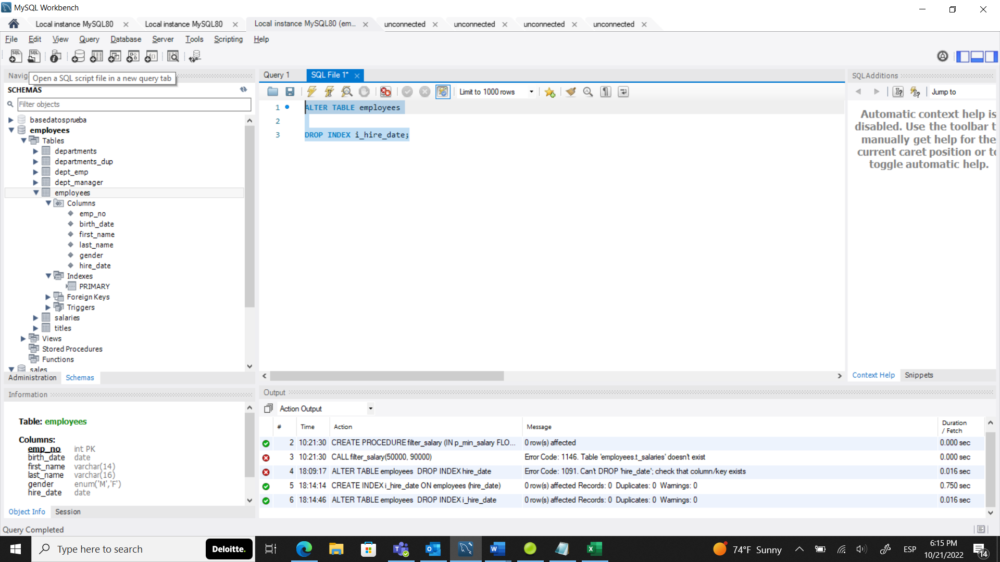 MySQL Workbench
Local instance MySQL80
Local instance MySQL80
Local instance MySQL80 (em...
unconnected
unconnected
unconnected
unconnected
File Edit View Query Database Server Tools Scripting Help
Navig
Open a SQL script file in a new query tab
SCHEMAS
Filter objects
basedatosprueba
employees
Tables
departments
departments_dup
dept_emp
dept_manager
employees
Columns
emp_no
birth_date
first_name
last_name
gender
hire_date
Indexes
PRIMARY
Foreign Keys
Triggers
salaries
titles
Views
Stored Procedures
Functions
sales
Administration Schemas
Information
Table: employees
Columns:
emp_no int PK
birth_date date
first_name varchar(14)
last_name varchar(16)
gender enum('M','F')
hire_date date
Object Info Session
Query Completed
Query 1 SQL File 1*
Limit to 1000 rows
1 ALTER TABLE employees
2
3 DROP INDEX i_hire_date;
SQLAdditions
Jump to
Automatic context help is
disabled. Use the toolbar t
manually get help for the
current caret position or to
toggle automatic help.
Context Help Snippets
Output
Action Output
# Time Action Message Duration / Fetch
2 10:21:30 CREATE PROCEDURE filter_salary (IN p_min_salary FLO... 0 row(s) affected 0.000 sec
3 10:21:30 CALL filter_salary(50000, 90000) Error Code: 1146. Table 'employees.t_salaries' doesn't exist 0.000 sec
4 18:09:17 ALTER TABLE employees DROP INDEX hire_date Error Code: 1091. Can't DROP 'hire_date'; check that column/key exists 0.016 sec
5 18:14:14 CREATE INDEX i_hire_date ON employees (hire_date) 0 row(s) affected Records: 0 Duplicates: 0 Warnings: 0 0.750 sec
6 18:14:46 ALTER TABLE employees DROP INDEX i_hire_date 0 row(s) affected Records: 0 Duplicates: 0 Warnings: 0 0.016 sec
Type here to search
Deloitte.
74°F Sunny
ESP
6:15 PM
10/21/2022
14